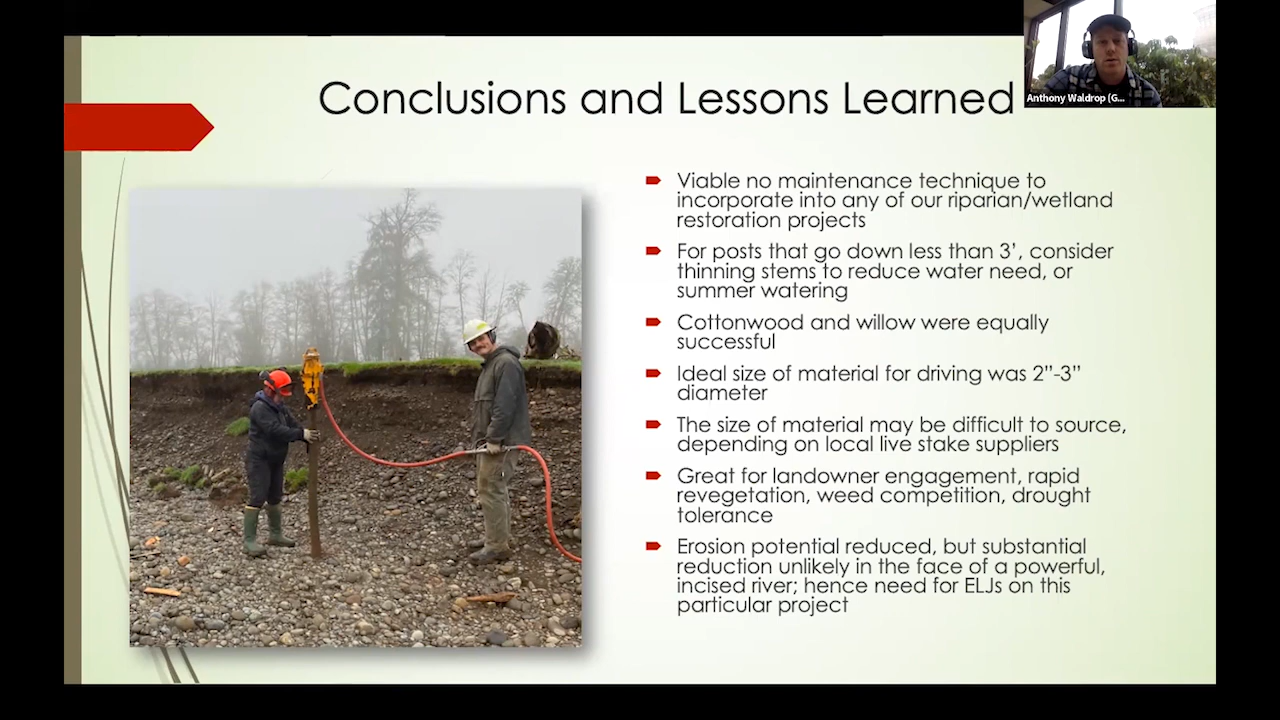 Conclusions and Lessons Learned
Anthony Waldrop (G...
Viable no maintenance technique to
incorporate into any of our riparian/wetland
restoration projects
For posts that go down less than 3’, consider
thinning stems to reduce water need, or
summer watering
Cottonwood and willow were equally
successful
Ideal size of material for driving was 2”-3”
diameter
The size of material may be difficult to source,
depending on local live stake suppliers
Great for landowner engagement, rapid
revegetation, weed competition, drought
tolerance
Erosion potential reduced, but substantial
reduction unlikely in the face of a powerful,
incised river; hence need for ELJs on this
particular project